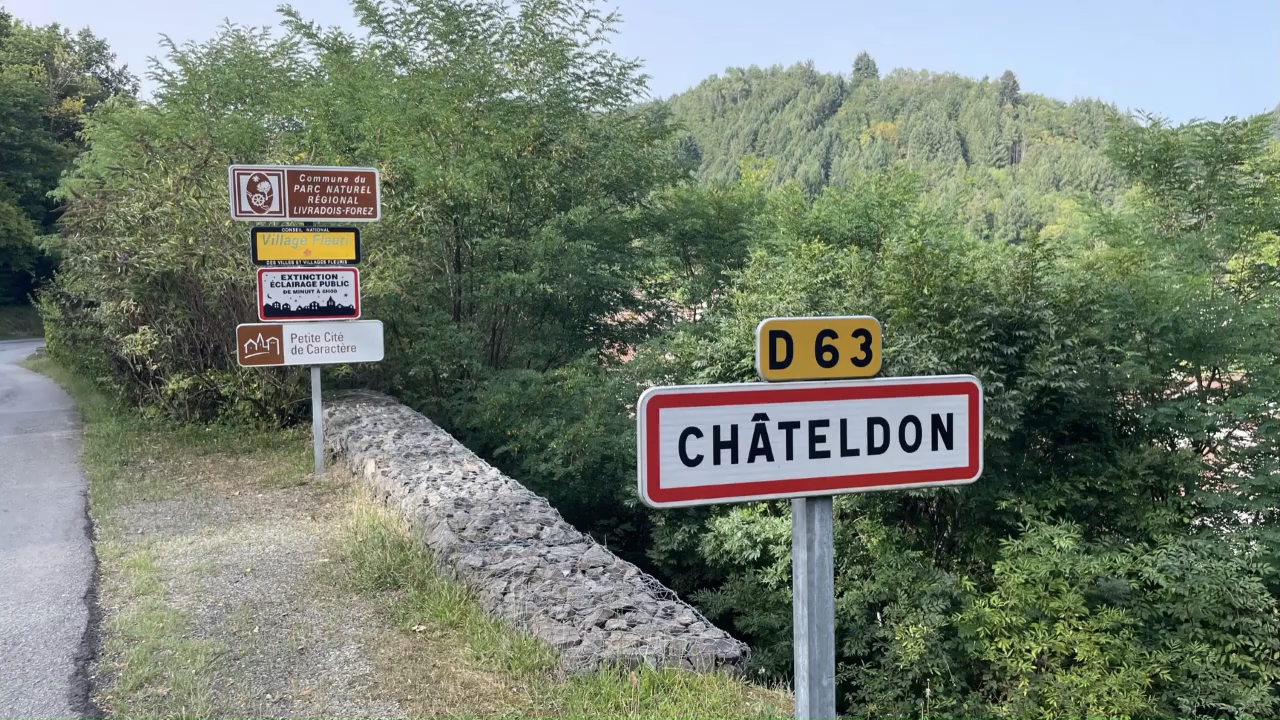 Commune du
PARC NATUREL
RÉGIONAL
LIVRADOIS-FOREZ
CONSEIL NATIONAL
Village Fleuri
DES VILLES ET VILLAGES FLEURIS
EXTINCTION
ÉCLAIRAGE PUBLIC
DE MINUIT À 6H00
Petite Cité
de Caractère
D 63
CHÂTELDON